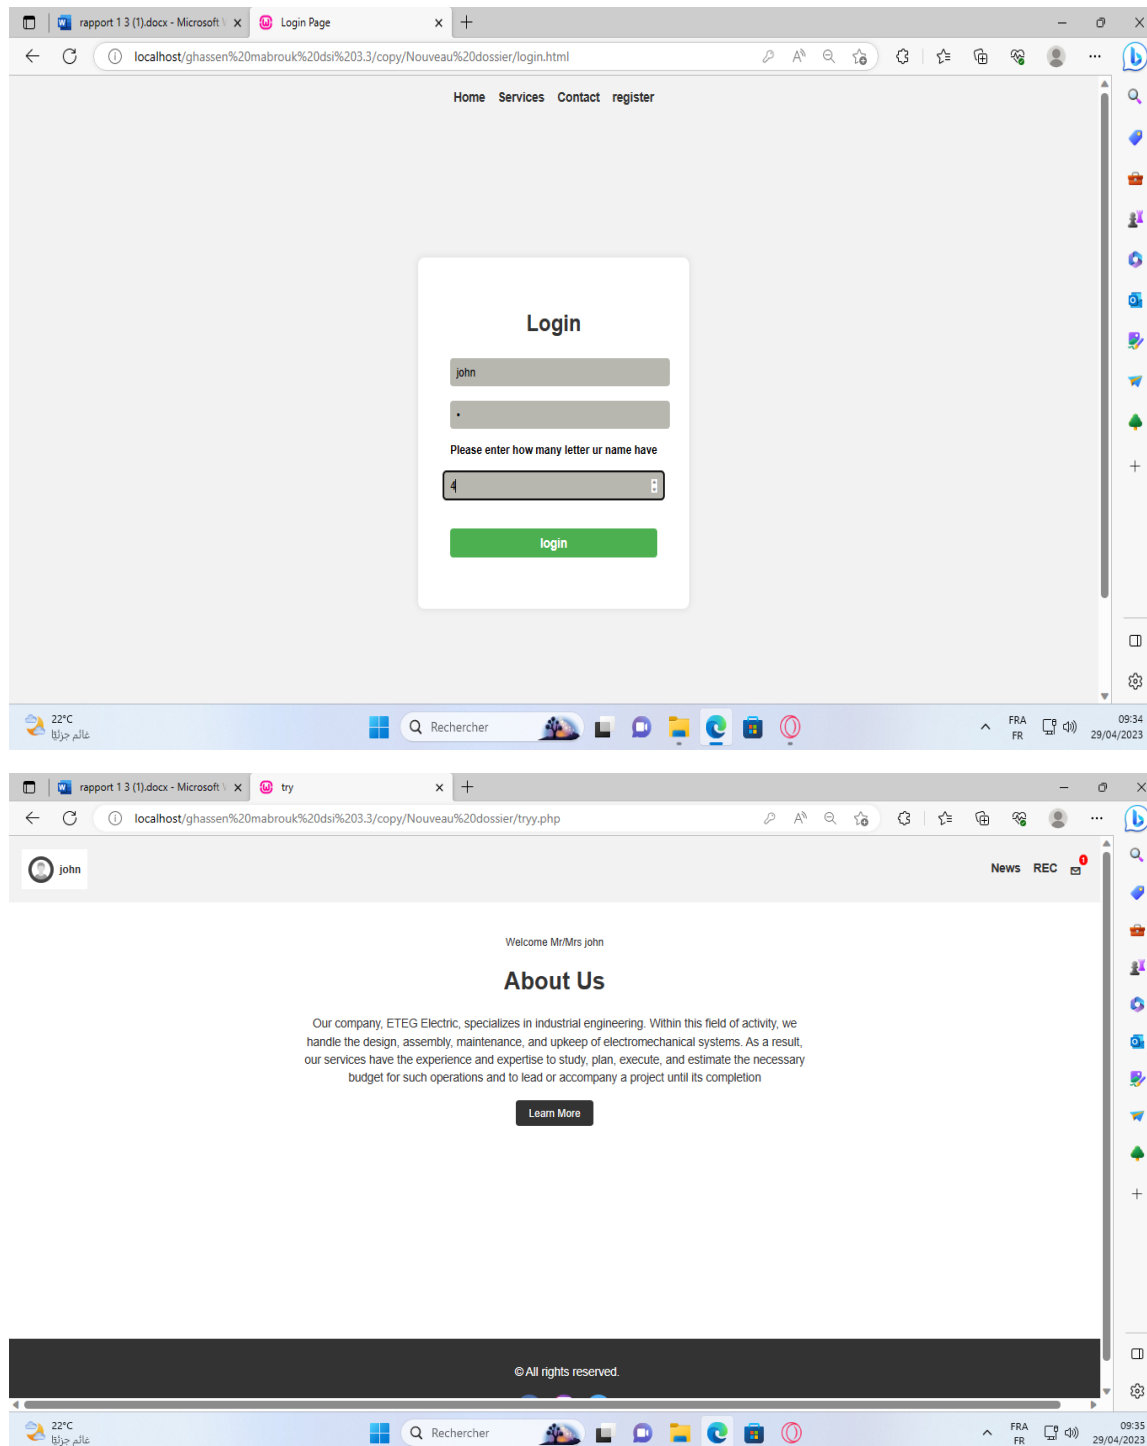 rapport 1 3 (1).docx - Microsoft
Login Page
localhost/ghassen%20mabrouk%20dsi%203.3/copy/Nouveau%20dossier/login.html
Home Services Contact register
Login
john
Please enter how many letter ur name have
4
login
22°C
غائم جزئيًا
Rechercher
FRA
FR
09:34
29/04/2023
rapport 1 3 (1).docx - Microsoft
try
localhost/ghassen%20mabrouk%20dsi%203.3/copy/Nouveau%20dossier/tryy.php
john
News REC 1
Welcome Mr/Mrs john
About Us
Our company, ETEG Electric, specializes in industrial engineering. Within this field of activity, we
handle the design, assembly, maintenance, and upkeep of electromechanical systems. As a result,
our services have the experience and expertise to study, plan, execute, and estimate the necessary
budget for such operations and to lead or accompany a project until its completion
Learn More
© All rights reserved.
22°C
غائم جزئيًا
Rechercher
FRA
FR
09:35
29/04/2023